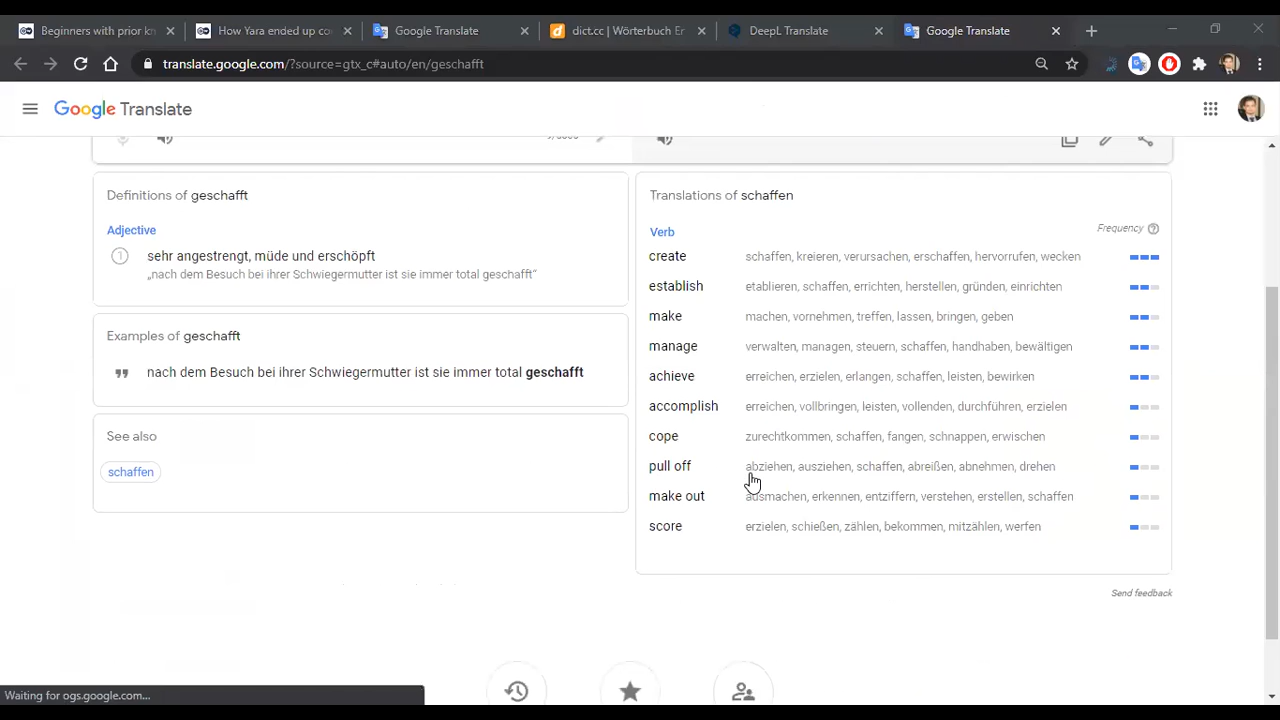 Beginners with prior kn
How Yara ended up co
Google Translate
dict.cc | Wörterbuch En
DeepL Translate
Google Translate
translate.google.com/?source=gtx_c#auto/en/geschafft
Google Translate
Definitions of geschafft
Adjective
1 sehr angestrengt, müde und erschöpft
„nach dem Besuch bei ihrer Schwiegermutter ist sie immer total geschafft“
Examples of geschafft
nach dem Besuch bei ihrer Schwiegermutter ist sie immer total geschafft
See also
schaffen
Translations of schaffen
Verb
Frequency
create schaffen, kreieren, verursachen, erschaffen, hervorrufen, wecken
establish etablieren, schaffen, errichten, herstellen, gründen, einrichten
make machen, vornehmen, treffen, lassen, bringen, geben
manage verwalten, managen, steuern, schaffen, handhaben, bewältigen
achieve erreichen, erzielen, erlangen, schaffen, leisten, bewirken
accomplish erreichen, vollbringen, leisten, vollenden, durchführen, erzielen
cope zurechtkommen, schaffen, fangen, schnappen, erwischen
pull off abziehen, ausziehen, schaffen, abreißen, abnehmen, drehen
make out ausmachen, erkennen, entziffern, verstehen, erstellen, schaffen
score erzielen, schießen, zählen, bekommen, mitzählen, werfen
Send feedback
Waiting for ogs.google.com...